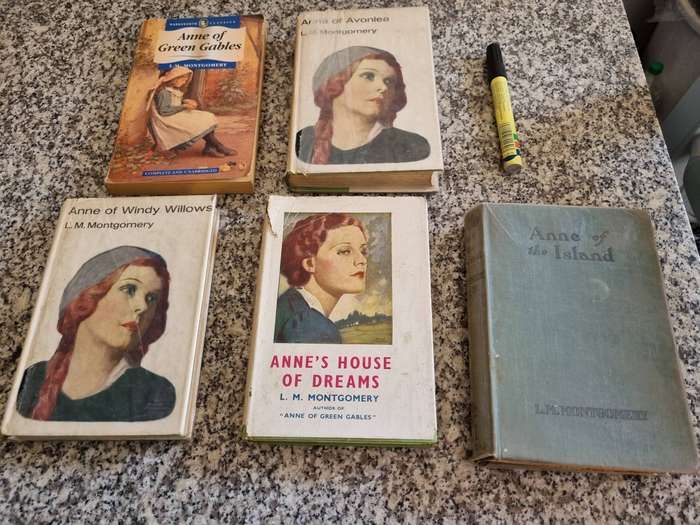 WORDSWORTH CLASSICS
Anne of
Green Gables
L. M. MONTGOMERY
COMPLETE AND UNABRIDGED
Anne of Avonlea
L. M. Montgomery
Anne of Windy Willows
L. M. Montgomery
ANNE'S HOUSE
OF DREAMS
L. M. MONTGOMERY
AUTHOR OF
"ANNE OF GREEN GABLES"
Anne of
the Island
L. M. MONTGOMERY